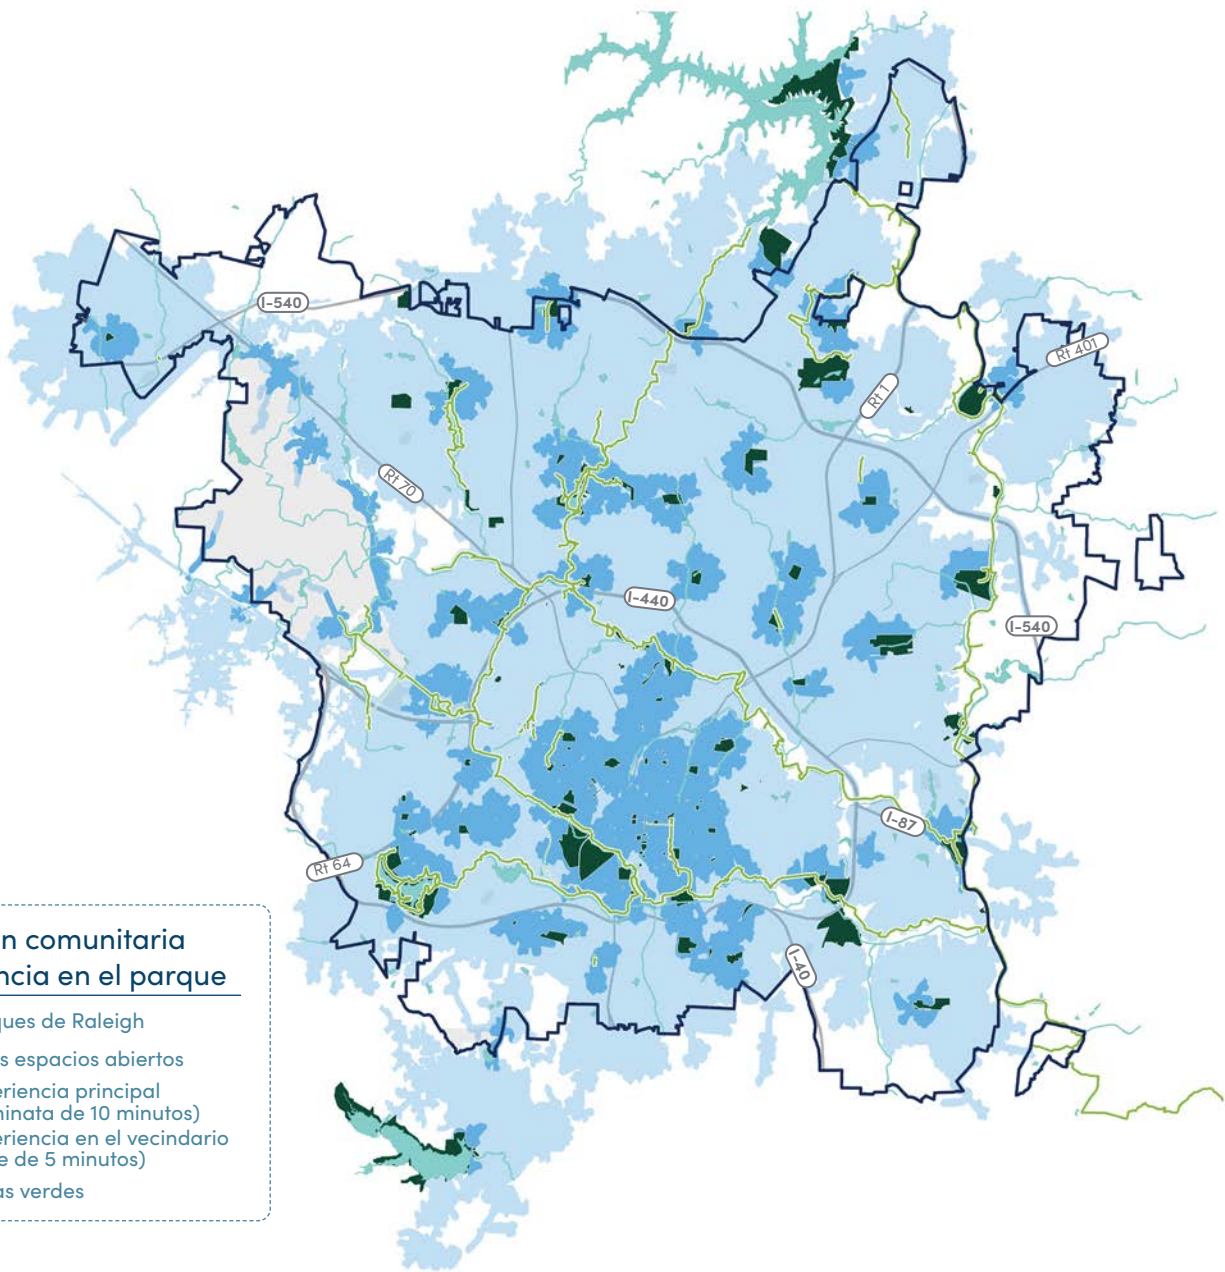 I-540
Rt 401
Rt 1
Rt 70
I-440
I-540
I-87
Rt 64
I-40
n comunitaria
ncia en el parque
ques de Raleigh
s espacios abiertos
eriencia principal
minata de 10 minutos)
eriencia en el vecindario
e de 5 minutos)
as verdes